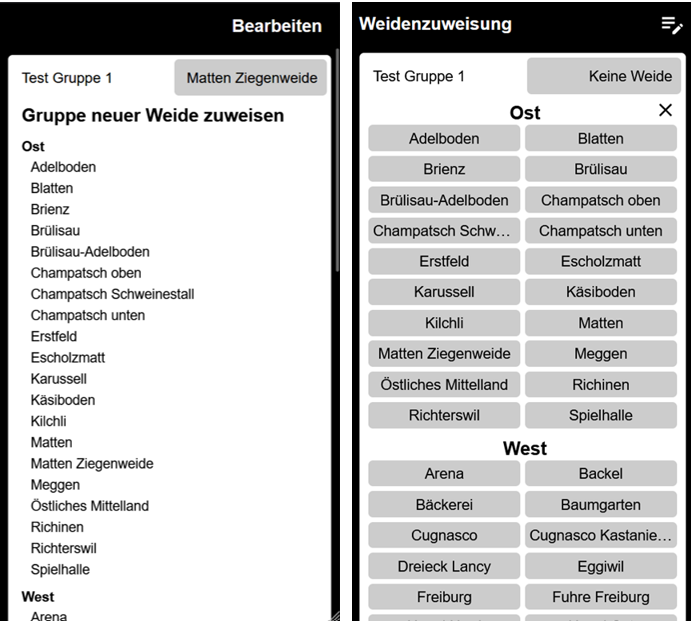 Bearbeiten
Test Gruppe 1
Matten Ziegenweide
Gruppe neuer Weide zuweisen
Ost
Adelboden
Blatten
Brienz
Brülisau
Brülisau-Adelboden
Champatsch oben
Champatsch Schweinestall
Champatsch unten
Erstfeld
Escholzmatt
Karussell
Käsiboden
Kilchli
Matten
Matten Ziegenweide
Meggen
Östliches Mittelland
Richinen
Richterswil
Spielhalle
West
Arena
Weidenzuweisung
Test Gruppe 1
Keine Weide
Ost
Adelboden
Blatten
Brienz
Brülisau
Brülisau-Adelboden
Champatsch oben
Champatsch Schw...
Champatsch unten
Erstfeld
Escholzmatt
Karussell
Käsiboden
Kilchli
Matten
Matten Ziegenweide
Meggen
Östliches Mittelland
Richinen
Richterswil
Spielhalle
West
Arena
Backel
Bäckerei
Baumgarten
Cugnasco
Cugnasco Kastanie...
Dreieck Lancy
Eggiwil
Freiburg
Fuhre Freiburg